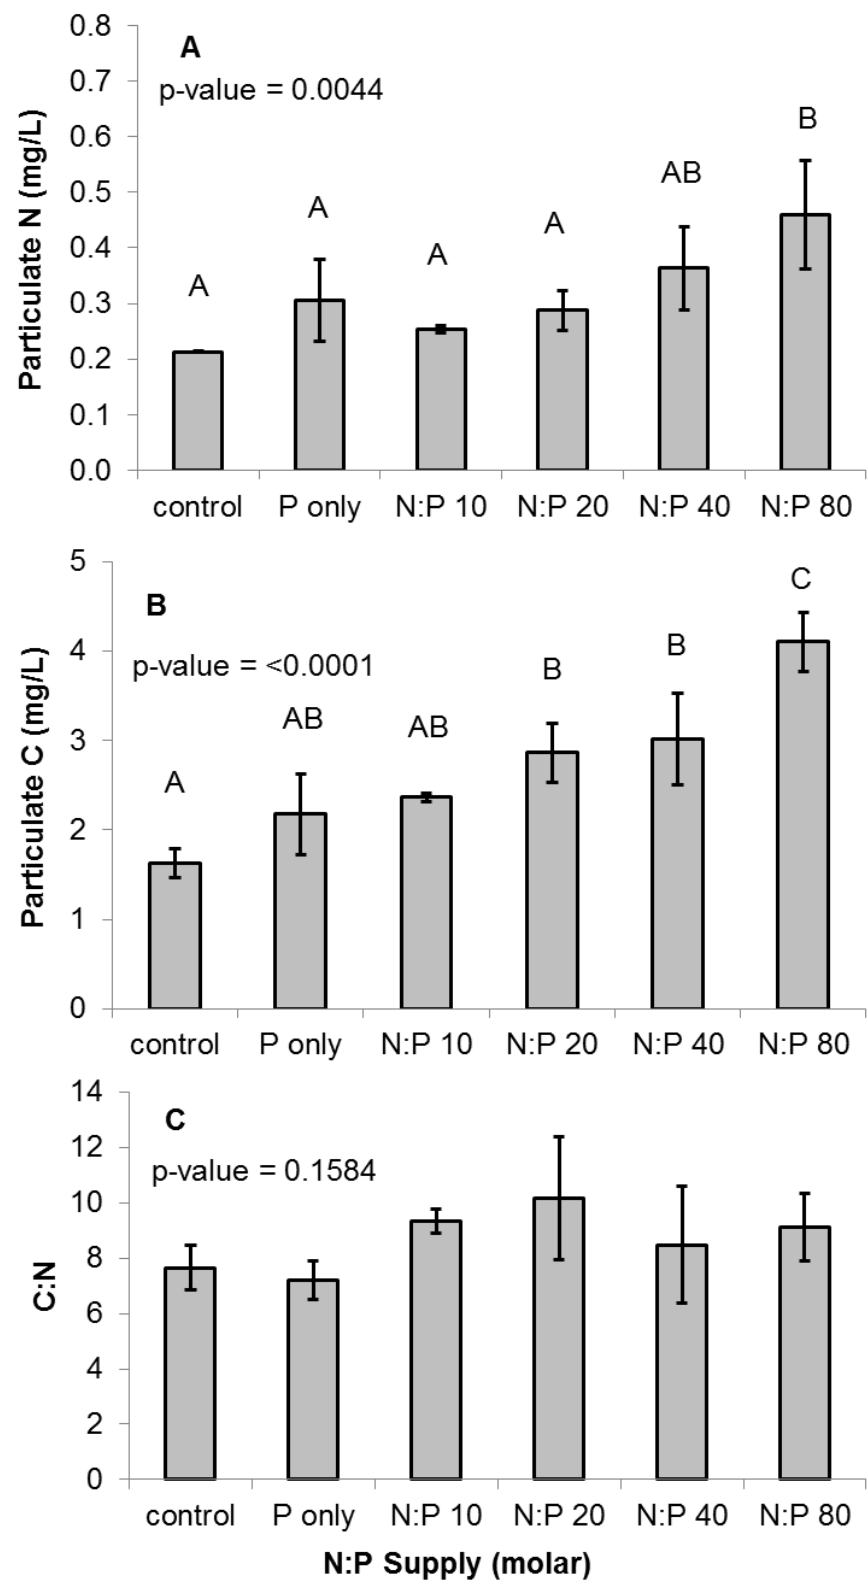 A
p-value = 0.0044
Particulate N (mg/L)
0.8
0.7
0.6
0.5
0.4
0.3
0.2
0.1
0.0
A
A
A
A
AB
B
control P only N:P 10 N:P 20 N:P 40 N:P 80
B
p-value = <0.0001
Particulate C (mg/L)
5
4
3
2
1
0
A
AB
AB
B
B
C
control P only N:P 10 N:P 20 N:P 40 N:P 80
C
p-value = 0.1584
C:N
14
12
10
8
6
4
2
0
control P only N:P 10 N:P 20 N:P 40 N:P 80
N:P Supply (molar)